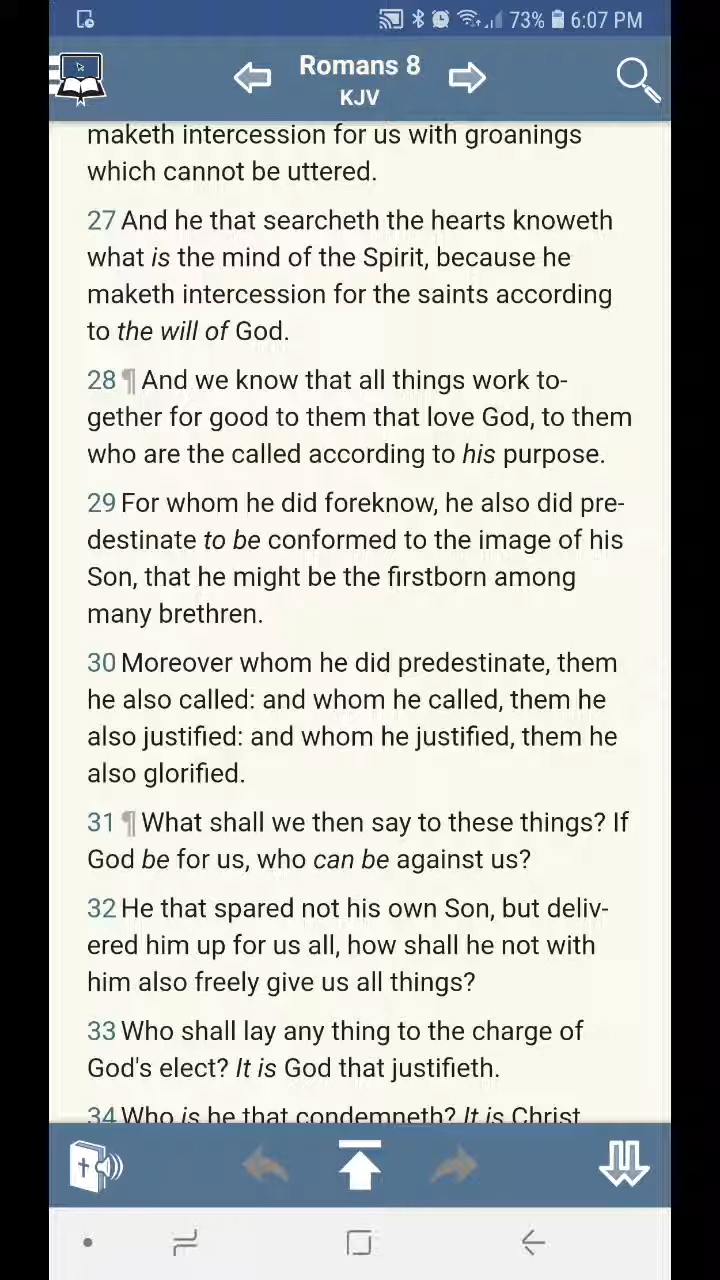 73% 6:07 PM
Romans 8
KJV
maketh intercession for us with groanings
which cannot be uttered.
27 And he that searcheth the hearts knoweth
what is the mind of the Spirit, because he
maketh intercession for the saints according
to the will of God.
28 ¶ And we know that all things work to-
gether for good to them that love God, to them
who are the called according to his purpose.
29 For whom he did foreknow, he also did pre-
destinate to be conformed to the image of his
Son, that he might be the firstborn among
many brethren.
30 Moreover whom he did predestinate, them
he also called: and whom he called, them he
also justified: and whom he justified, them he
also glorified.
31 ¶ What shall we then say to these things? If
God be for us, who can be against us?
32 He that spared not his own Son, but deliv-
ered him up for us all, how shall he not with
him also freely give us all things?
33 Who shall lay any thing to the charge of
God's elect? It is God that justifieth.
34 Who is he that condemneth? It is Christ